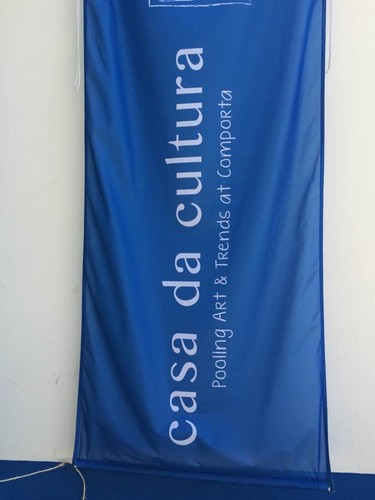 casa da cultura
Pooling Art & Trends at Comporta